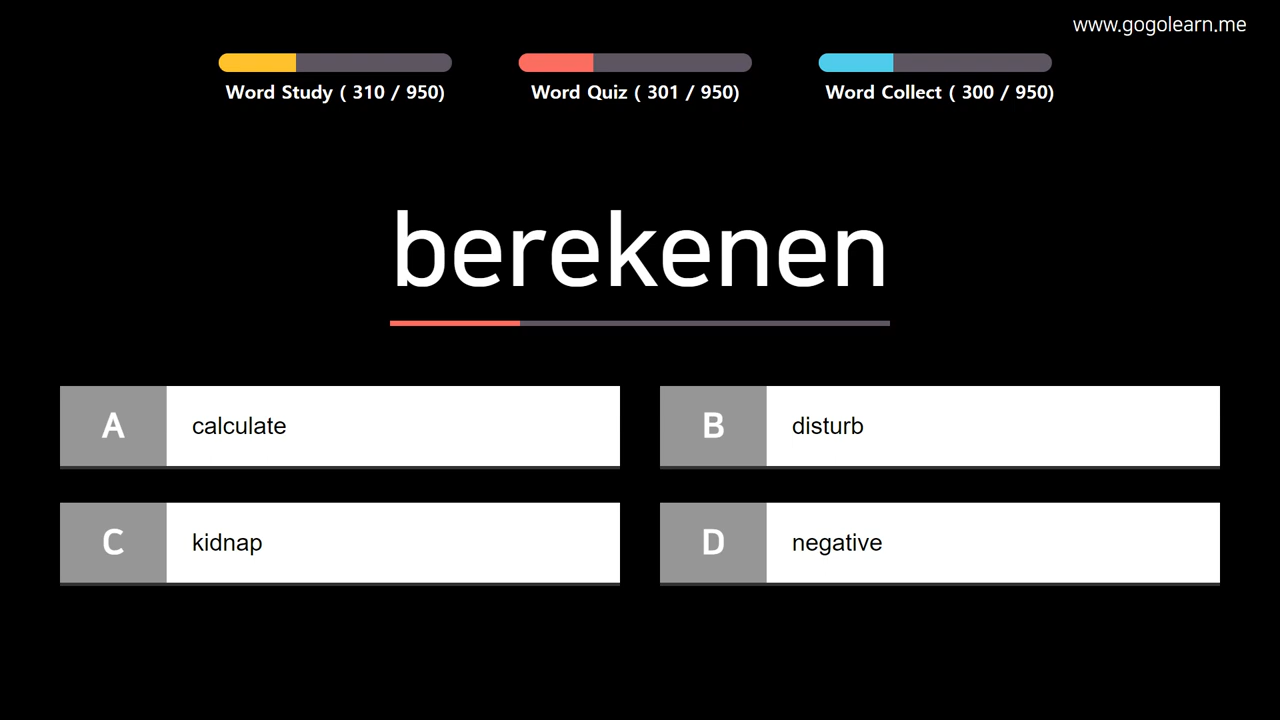 www.gogolearn.me
Word Study ( 310 / 950)
Word Quiz ( 301 / 950)
Word Collect ( 300 / 950)
berekenen
A calculate
B disturb
C kidnap
D negative